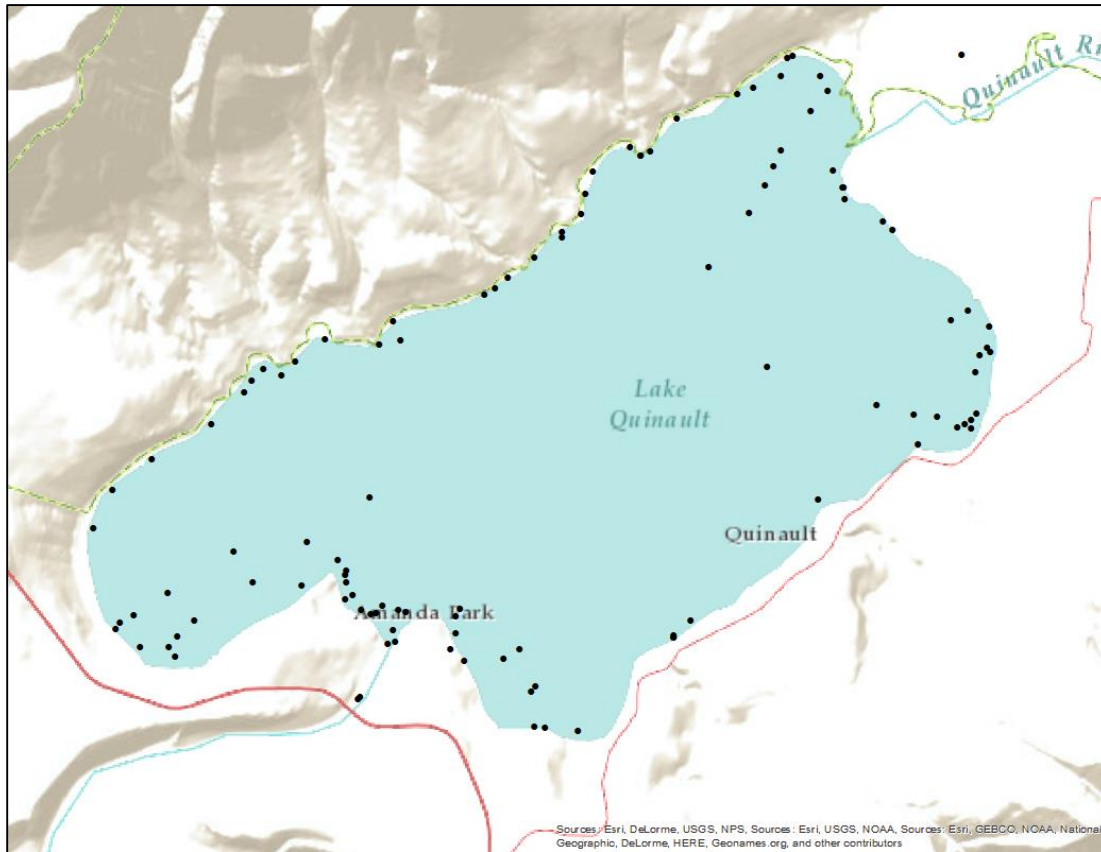 Quinault
Lake
Quinault
Quinault
Amanda Park
Sources: Esri, DeLorme, USGS, NPS, Sources: Esri, USGS, NOAA, Sources: Esri, GEBCO, NOAA, National
Geographic, DeLorme, HERE, Geonames.org, and other contributors